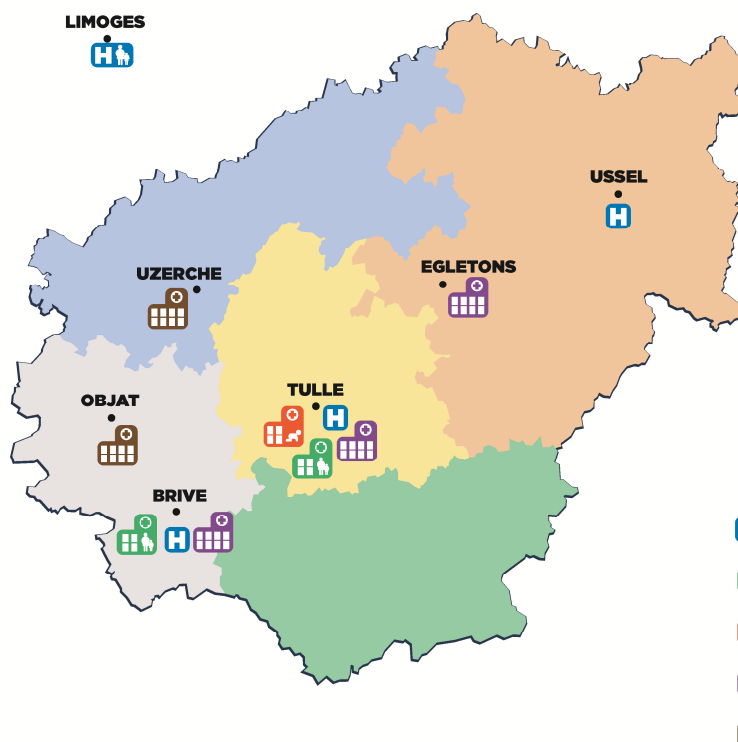 LIMOGES
H
USSEL
H
EGLETONS
UZERCHE
TULLE
H
OBJAT
BRIVE
H